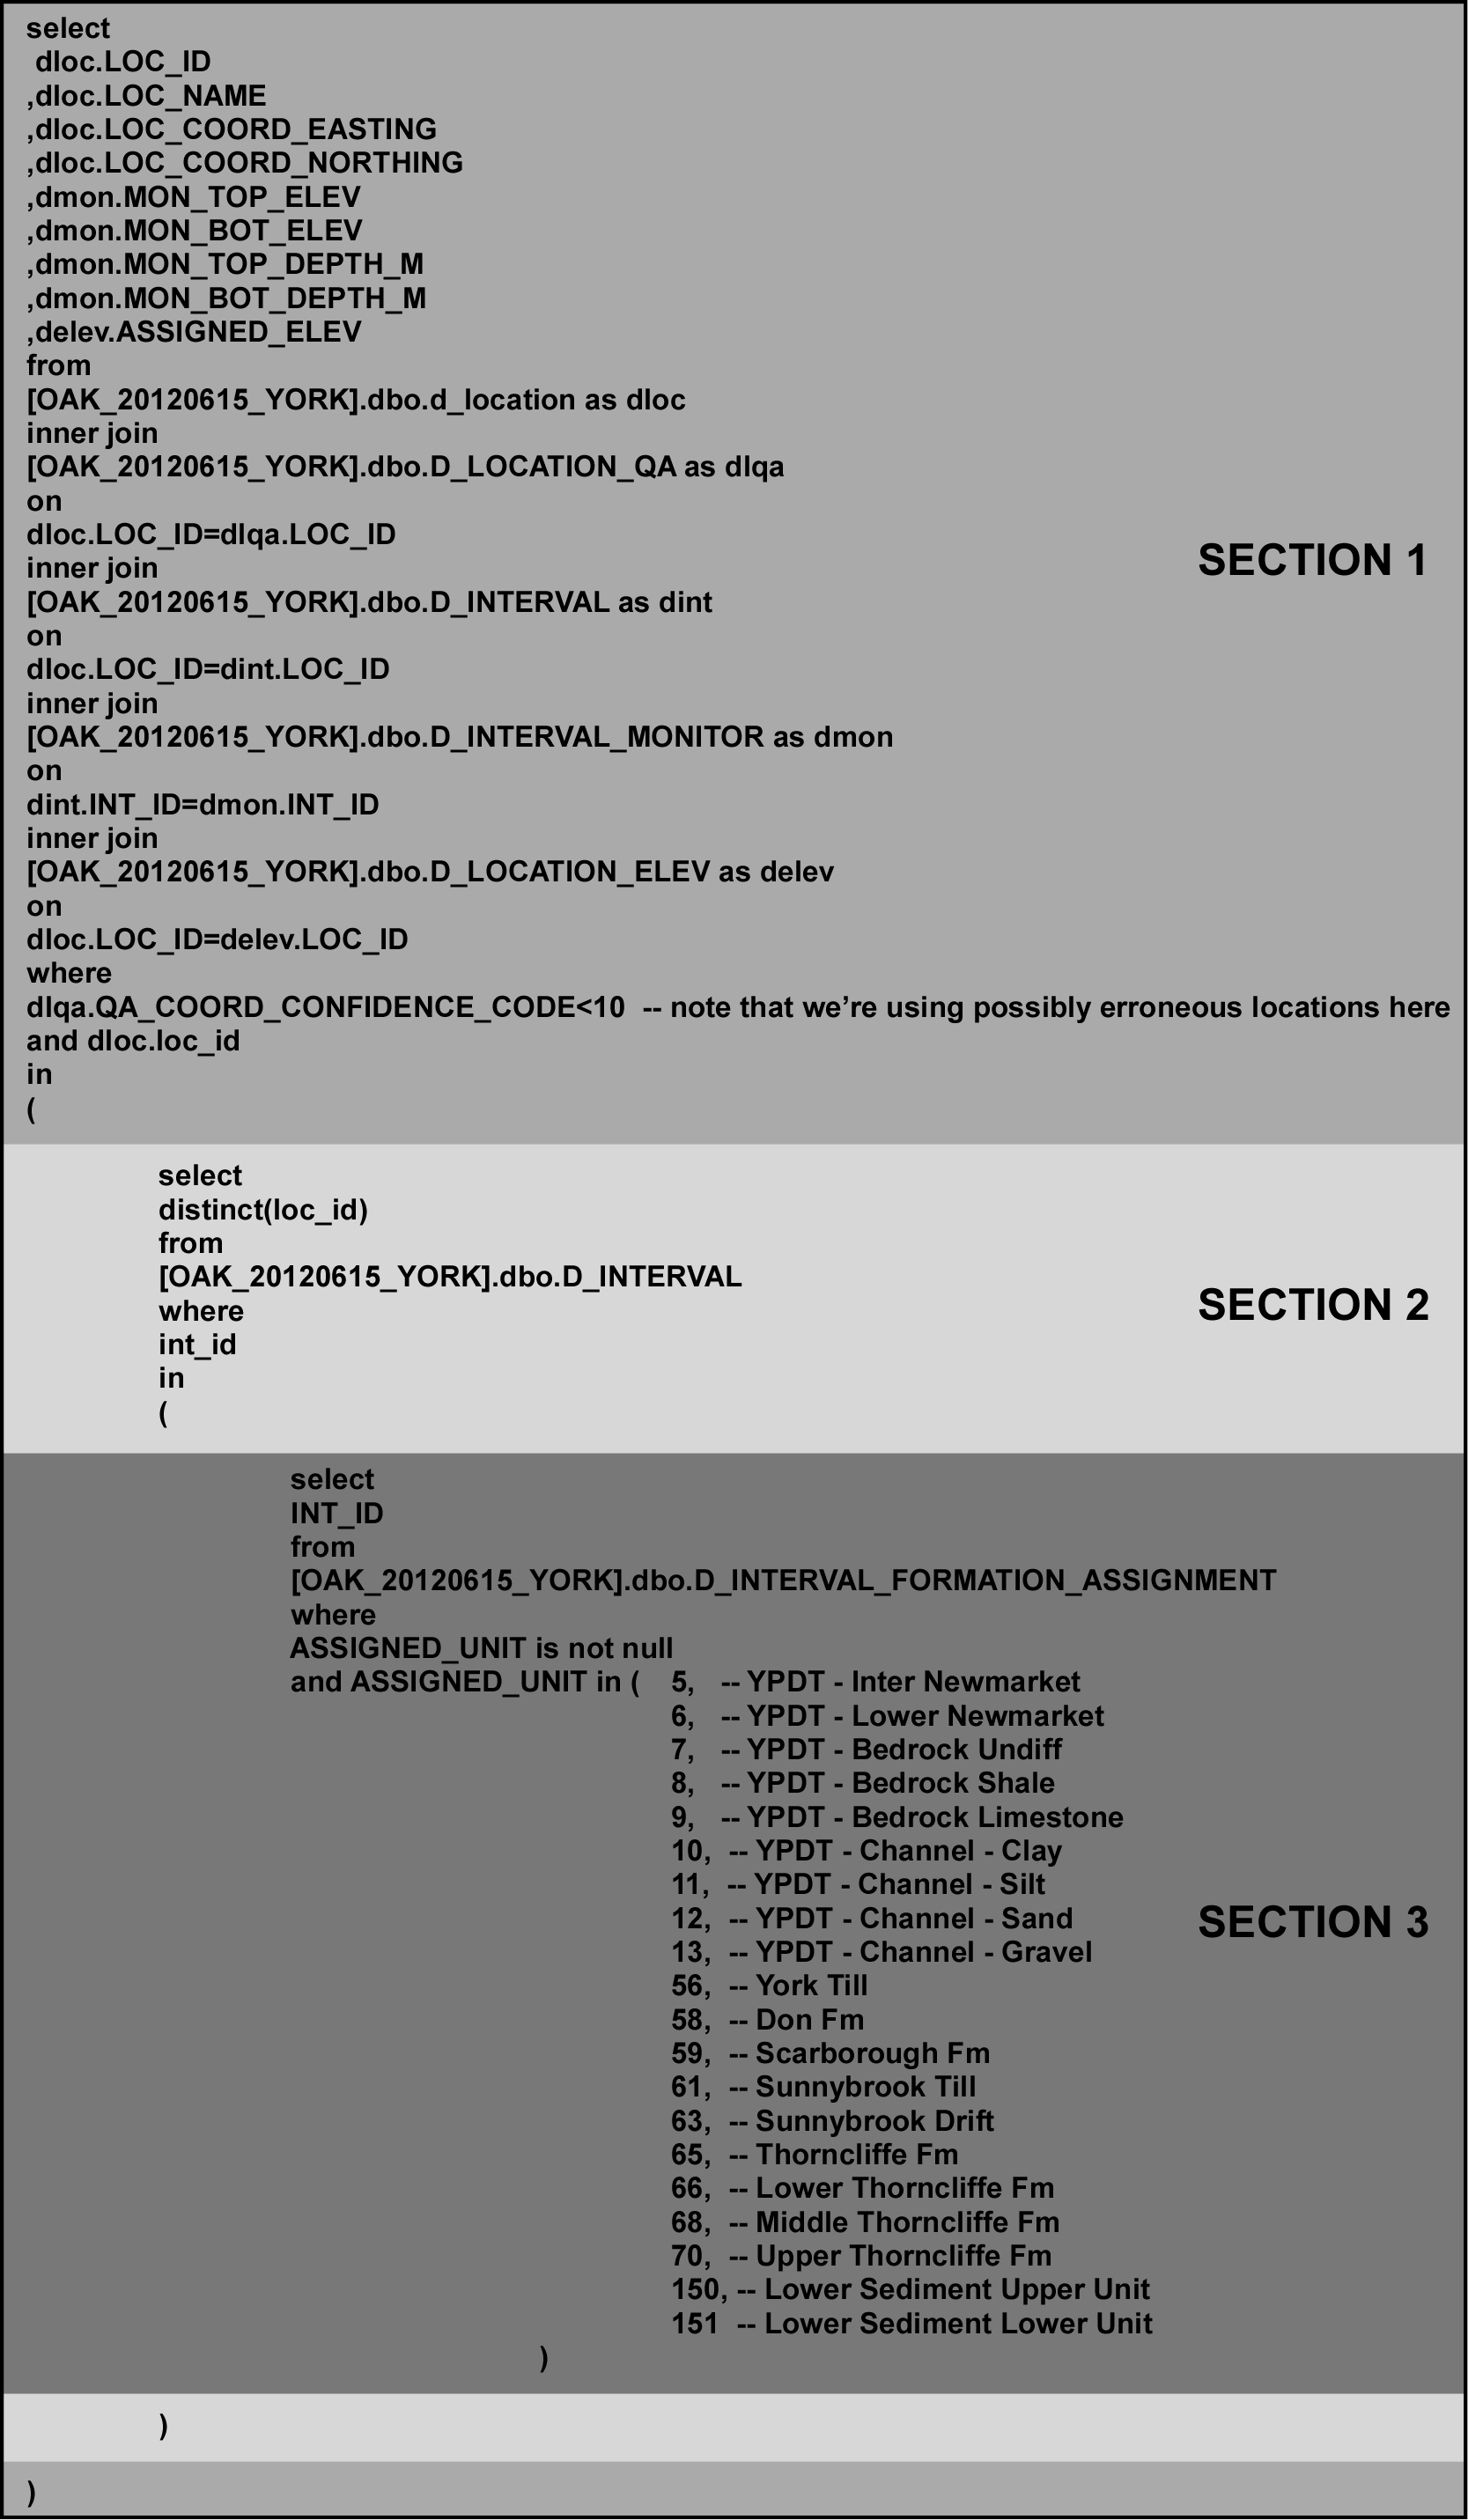 select
dloc.LOC_ID
,dloc.LOC_NAME
,dloc.LOC_COORD_EASTING
,dloc.LOC_COORD_NORTHING
,dmon.MON_TOP_ELEV
,dmon.MON_BOT_ELEV
,dmon.MON_TOP_DEPTH_M
,dmon.MON_BOT_DEPTH_M
,delev.ASSIGNED_ELEV
from
[OAK_20120615_YORK].dbo.d_location as dloc
inner join
[OAK_20120615_YORK].dbo.D_LOCATION_QA as dlqa
on
dloc.LOC_ID=dlqa.LOC_ID
SECTION 1
inner join
[OAK_20120615_YORK].dbo.D_INTERVAL as dint
on
dloc.LOC_ID=dint.LOC_ID
inner join
[OAK_20120615_YORK].dbo.D_INTERVAL_MONITOR as dmon
on
dint.INT_ID=dmon.INT_ID
inner join
[OAK_20120615_YORK].dbo.D_LOCATION_ELEV as delev
on
dloc.LOC_ID=delev.LOC_ID
where
dlqa.QA_COORD_CONFIDENCE_CODE<10  -- note that we’re using possibly erroneous locations here
and dloc.loc_id
in
(
select
distinct(loc_id)
from
[OAK_20120615_YORK].dbo.D_INTERVAL
where
SECTION 2
int_id
in
(
select
INT_ID
from
[OAK_20120615_YORK].dbo.D_INTERVAL_FORMATION_ASSIGNMENT
where
ASSIGNED_UNIT is not null
and ASSIGNED_UNIT in ( 5, -- YPDT - Inter Newmarket
6, -- YPDT - Lower Newmarket
7, -- YPDT - Bedrock Undiff
8, -- YPDT - Bedrock Shale
9, -- YPDT - Bedrock Limestone
10, -- YPDT - Channel - Clay
11, -- YPDT - Channel - Silt
12, -- YPDT - Channel - Sand
SECTION 3
13, -- YPDT - Channel - Gravel
56, -- York Till
58, -- Don Fm
59, -- Scarborough Fm
61, -- Sunnybrook Till
63, -- Sunnybrook Drift
65, -- Thorncliffe Fm
66, -- Lower Thorncliffe Fm
68, -- Middle Thorncliffe Fm
70, -- Upper Thorncliffe Fm
150, -- Lower Sediment Upper Unit
151 -- Lower Sediment Lower Unit
)
)
)